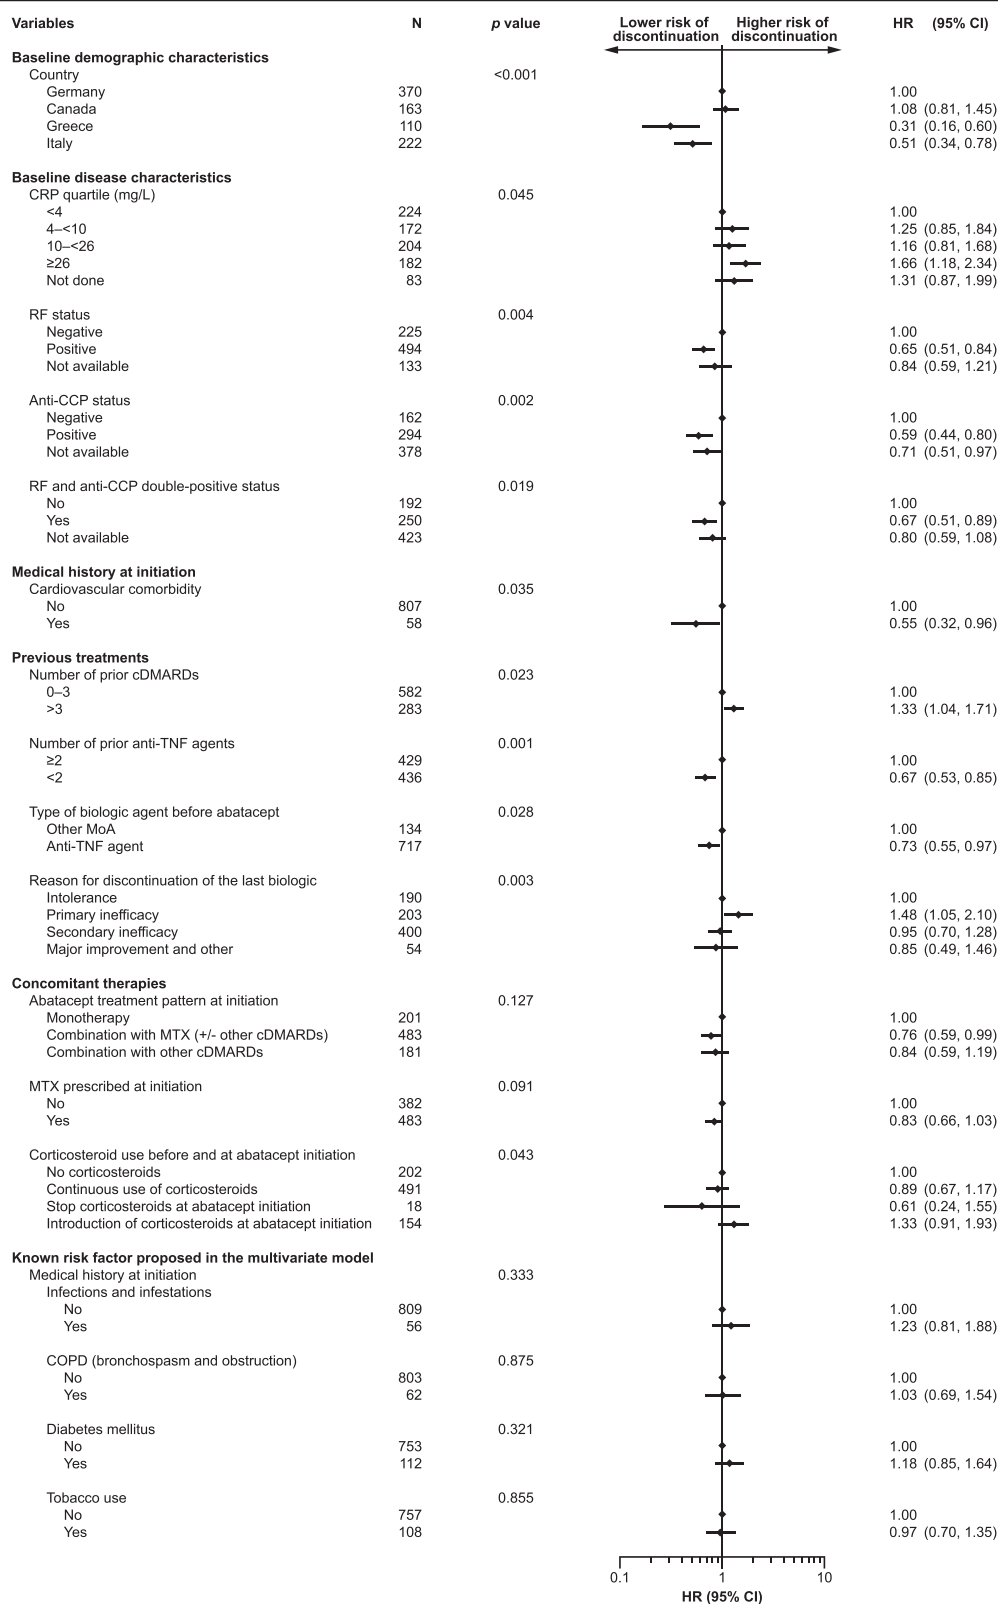 Variables N p value Lower risk of discontinuation Higher risk of discontinuation HR (95% CI)
Baseline demographic characteristics
Country <0.001
Germany 370 1.00
Canada 163 1.08 (0.81, 1.45)
Greece 110 0.31 (0.16, 0.60)
Italy 222 0.51 (0.34, 0.78)
Baseline disease characteristics
CRP quartile (mg/L) 0.045
<4 224 1.00
4–<10 172 1.25 (0.85, 1.84)
10–<26 204 1.16 (0.81, 1.68)
≥26 182 1.66 (1.18, 2.34)
Not done 83 1.31 (0.87, 1.99)
RF status 0.004
Negative 225 1.00
Positive 494 0.65 (0.51, 0.84)
Not available 133 0.84 (0.59, 1.21)
Anti-CCP status 0.002
Negative 162 1.00
Positive 294 0.59 (0.44, 0.80)
Not available 378 0.71 (0.51, 0.97)
RF and anti-CCP double-positive status 0.019
No 192 1.00
Yes 250 0.67 (0.51, 0.89)
Not available 423 0.80 (0.59, 1.08)
Medical history at initiation
Cardiovascular comorbidity 0.035
No 807 1.00
Yes 58 0.55 (0.32, 0.96)
Previous treatments
Number of prior cDMARDs 0.023
0–3 582 1.00
>3 283 1.33 (1.04, 1.71)
Number of prior anti-TNF agents 0.001
≥2 429 1.00
<2 436 0.67 (0.53, 0.85)
Type of biologic agent before abatacept 0.028
Other MoA 134 1.00
Anti-TNF agent 717 0.73 (0.55, 0.97)
Reason for discontinuation of the last biologic 0.003
Intolerance 190 1.00
Primary inefficacy 203 1.48 (1.05, 2.10)
Secondary inefficacy 400 0.95 (0.70, 1.28)
Major improvement and other 54 0.85 (0.49, 1.46)
Concomitant therapies
Abatacept treatment pattern at initiation 0.127
Monotherapy 201 1.00
Combination with MTX (+/- other cDMARDs) 483 0.76 (0.59, 0.99)
Combination with other cDMARDs 181 0.84 (0.59, 1.19)
MTX prescribed at initiation 0.091
No 382 1.00
Yes 483 0.83 (0.66, 1.03)
Corticosteroid use before and at abatacept initiation 0.043
No corticosteroids 202 1.00
Continuous use of corticosteroids 491 0.89 (0.67, 1.17)
Stop corticosteroids at abatacept initiation 18 0.61 (0.24, 1.55)
Introduction of corticosteroids at abatacept initiation 154 1.33 (0.91, 1.93)
Known risk factor proposed in the multivariate model
Medical history at initiation 0.333
Infections and infestations
No 809 1.00
Yes 56 1.23 (0.81, 1.88)
COPD (bronchospasm and obstruction) 0.875
No 803 1.00
Yes 62 1.03 (0.69, 1.54)
Diabetes mellitus 0.321
No 753 1.00
Yes 112 1.18 (0.85, 1.64)
Tobacco use 0.855
No 757 1.00
Yes 108 0.97 (0.70, 1.35)
0.1 1 10
HR (95% CI)